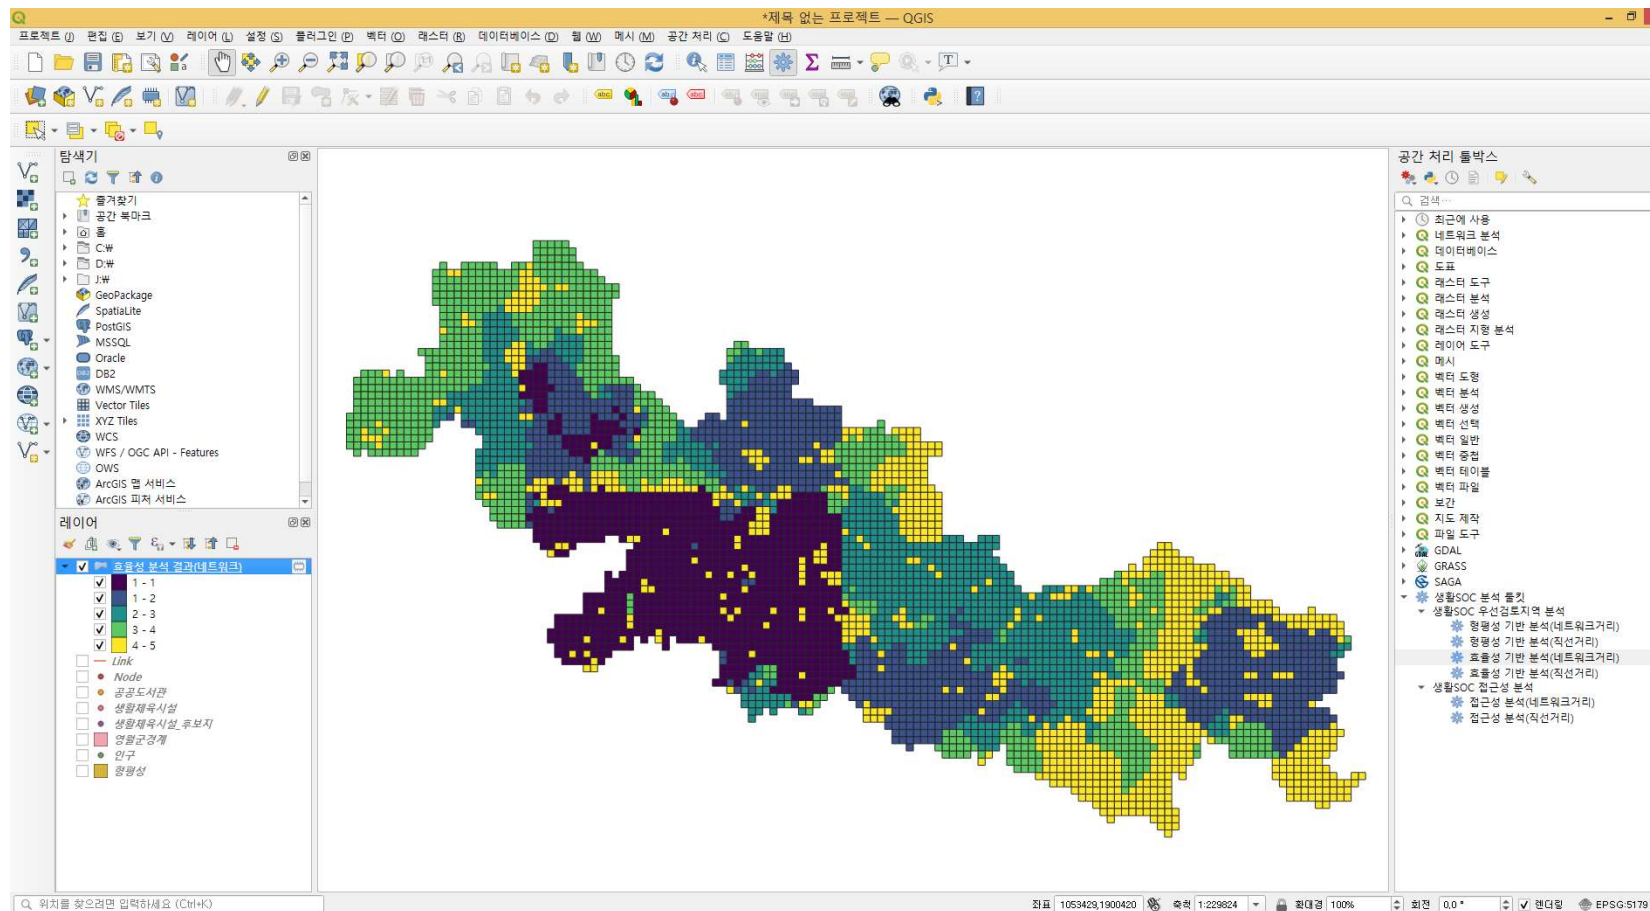 *제목 없는 프로젝트 — QGIS
프로젝트 (J) 편집 (E) 보기 (V) 레이어 (L) 설정 (S) 플러그인 (P) 벡터 (O) 래스터 (R) 데이터베이스 (D) 웹 (W) 메시 (M) 공간 처리 (C) 도움말 (H)
탐색기
즐겨찾기
공간 북마크
홈
C:₩
D:₩
J:₩
GeoPackage
SpatiaLite
PostGIS
MSSQL
Oracle
DB2
WMS/WMTS
Vector Tiles
XYZ Tiles
WCS
WFS / OGC API - Features
OWS
ArcGIS 맵 서비스
ArcGIS 피처 서비스
레이어
효율성 분석 결과(네트워크)
1 - 1
1 - 2
2 - 3
3 - 4
4 - 5
Link
Node
공공도서관
생활체육시설
생활체육시설_후보지
영월군경계
인구
형평성
공간 처리 툴박스
검색…
최근에 사용
네트워크 분석
데이터베이스
도표
래스터 도구
래스터 분석
래스터 생성
래스터 지형 분석
레이어 도구
메시
벡터 도형
벡터 분석
벡터 생성
벡터 선택
벡터 일반
벡터 중첩
벡터 테이블
벡터 파일
보간
지도 제작
파일 도구
GDAL
GRASS
SAGA
생활SOC 분석 툴킷
생활SOC 우선검토지역 분석
형평성 기반 분석(네트워크거리)
형평성 기반 분석(직선거리)
효율성 기반 분석(네트워크거리)
효율성 기반 분석(직선거리)
생활SOC 접근성 분석
접근성 분석(네트워크거리)
접근성 분석(직선거리)
위치를 찾으려면 입력하세요 (Ctrl+K)
좌표 1053429,1900420 축척 1:229824 확대경 100% 회전 0,0 ° 렌더링 EPSG:5179